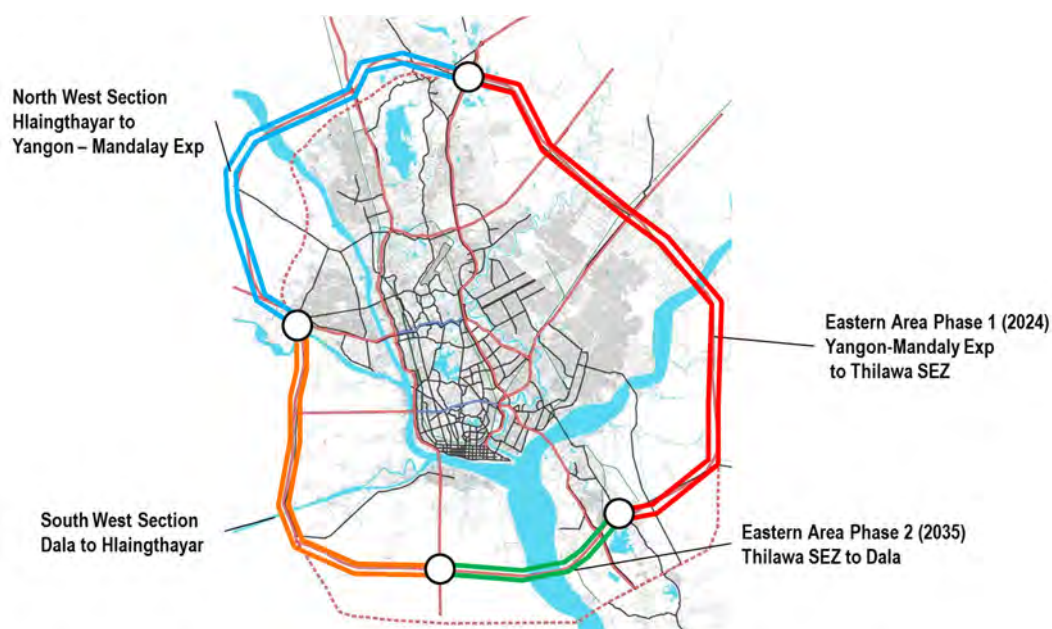 North West Section
Hlaingthayar to
Yangon – Mandalay Exp
Eastern Area Phase 1 (2024)
Yangon-Mandaly Exp
to Thilawa SEZ
South West Section
Dala to Hlaingthayar
Eastern Area Phase 2 (2035)
Thilawa SEZ to Dala